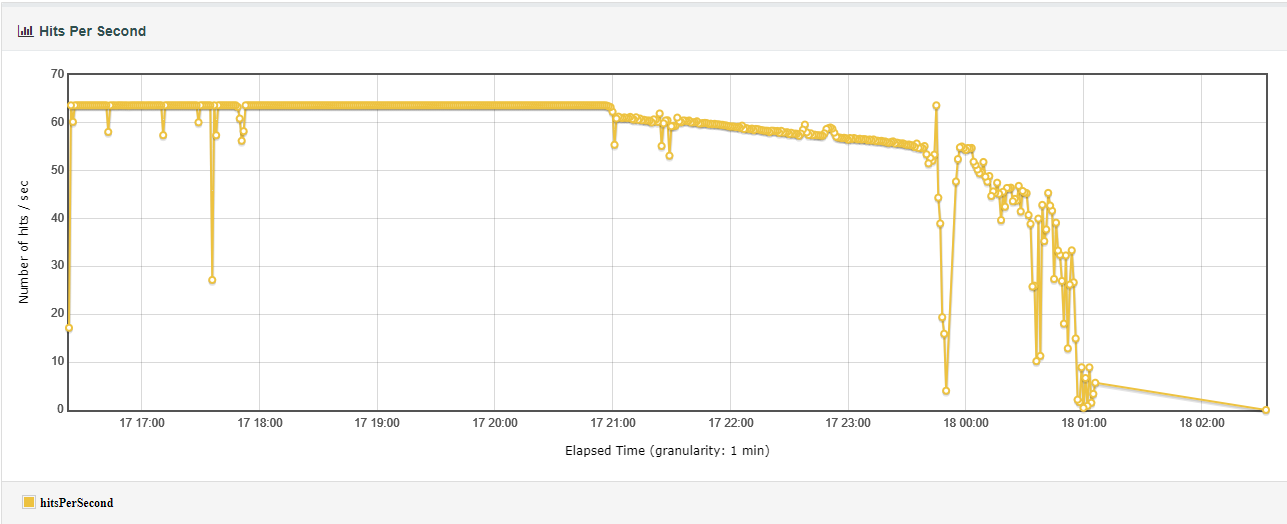 Hits Per Second
70
60
50
40
30
20
10
0
Number of hits / sec
17 17:00 17 18:00 17 19:00 17 20:00 17 21:00 17 22:00 17 23:00 18 00:00 18 01:00 18 02:00
Elapsed Time (granularity: 1 min)
hitsPerSecond